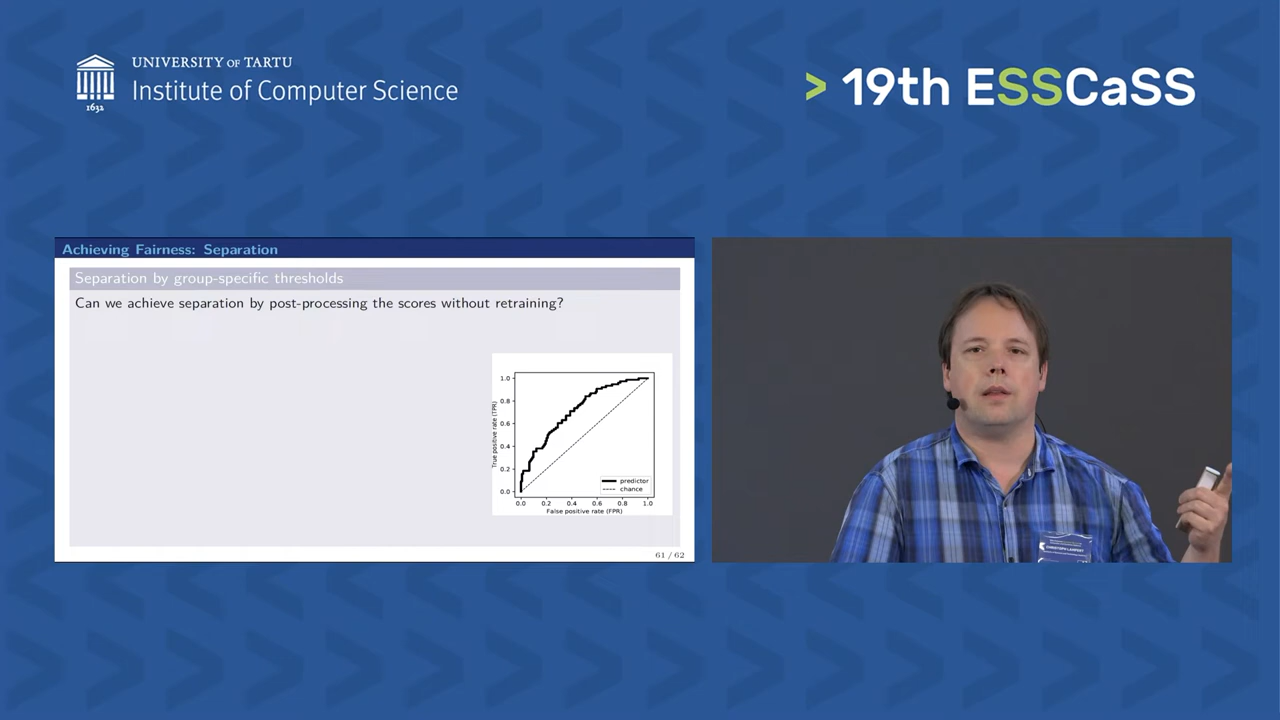 UNIVERSITY OF TARTU
Institute of Computer Science
1632
> 19th ESSCaSS
Achieving Fairness: Separation
Separation by group-specific thresholds
Can we achieve separation by post-processing the scores without retraining?
1.0
0.8
0.6
0.4
0.2
0.0
True positive rate (TPR)
predictor
chance
0.0 0.2 0.4 0.6 0.8 1.0
False positive rate (FPR)
61 / 62
CHRISTOPH LAMPERT